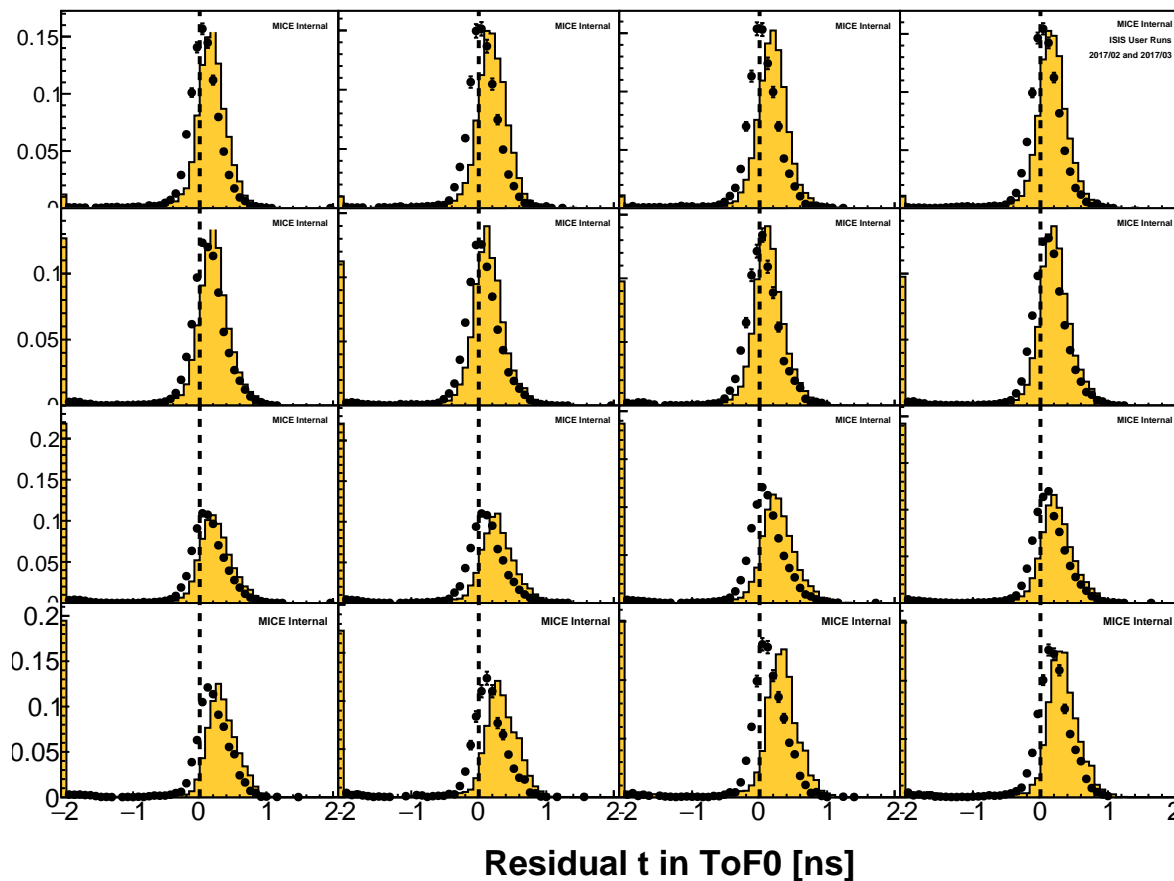 MICE Internal MICE Internal MICE Internal MICE Internal
ISIS User Runs
2017/02 and 2017/03
0.15
0.1
0.05
0
MICE Internal MICE Internal MICE Internal MICE Internal
0.1
0.05
0
MICE Internal MICE Internal MICE Internal MICE Internal
0.2
0.15
0.1
0.05
0
MICE Internal MICE Internal MICE Internal MICE Internal
0.2
0.15
0.1
0.05
0
−2 −1 0 1 2 −1 0 1 2 −1 0 1 2 −1 0 1 2
Residual t in ToF0 [ns]